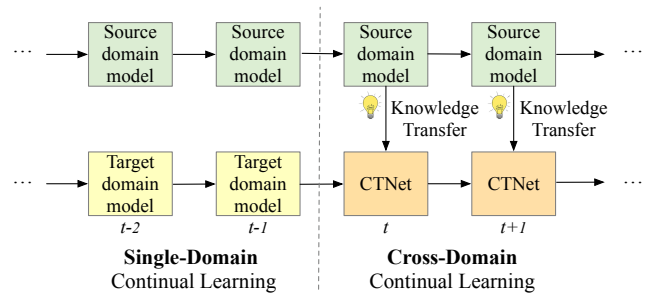 ... Source domain model Source domain model Source domain model Source domain model ...
Knowledge Transfer Knowledge Transfer
... Target domain model Target domain model CTNet CTNet ...
t-2 t-1 t t+1
Single-Domain Cross-Domain
Continual Learning Continual Learning